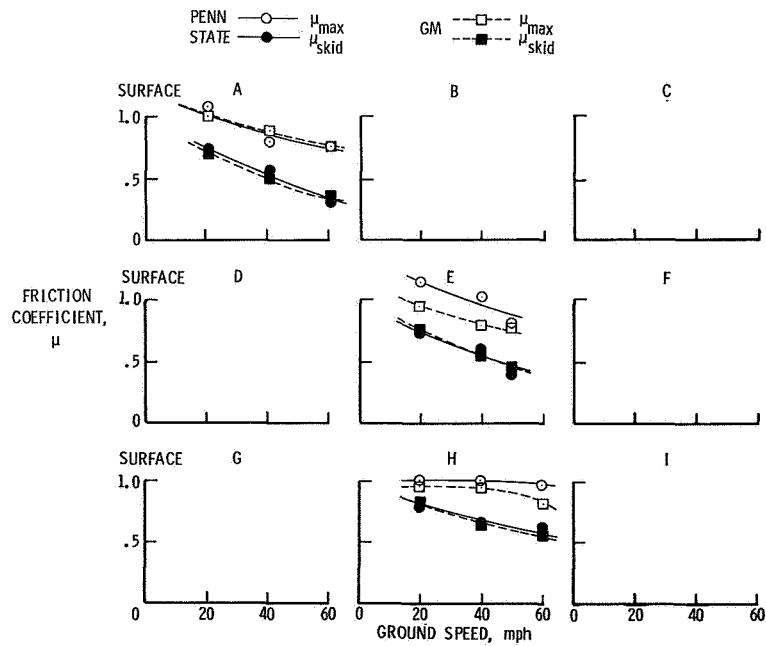 PENN μmax GM μmax
STATE μskid μskid
SURFACE A B C
1.0
.5
0
SURFACE D E F
FRICTION
COEFFICIENT,
μ
1.0
.5
0
SURFACE G H I
1.0
.5
0 20 40 60 0 20 40 60 0 20 40 60
GROUND SPEED, mph